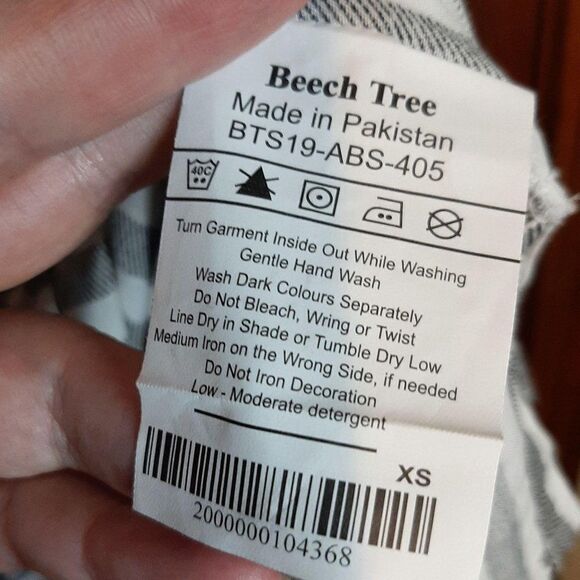 Beech Tree
Made in Pakistan
BTS19-ABS-405
40C
Turn Garment Inside Out While Washing
Gentle Hand Wash
Wash Dark Colours Separately
Do Not Bleach, Wring or Twist
Line Dry in Shade or Tumble Dry Low
Medium Iron on the Wrong Side, if needed
Do Not Iron Decoration
Low - Moderate detergent
XS
2000000104368